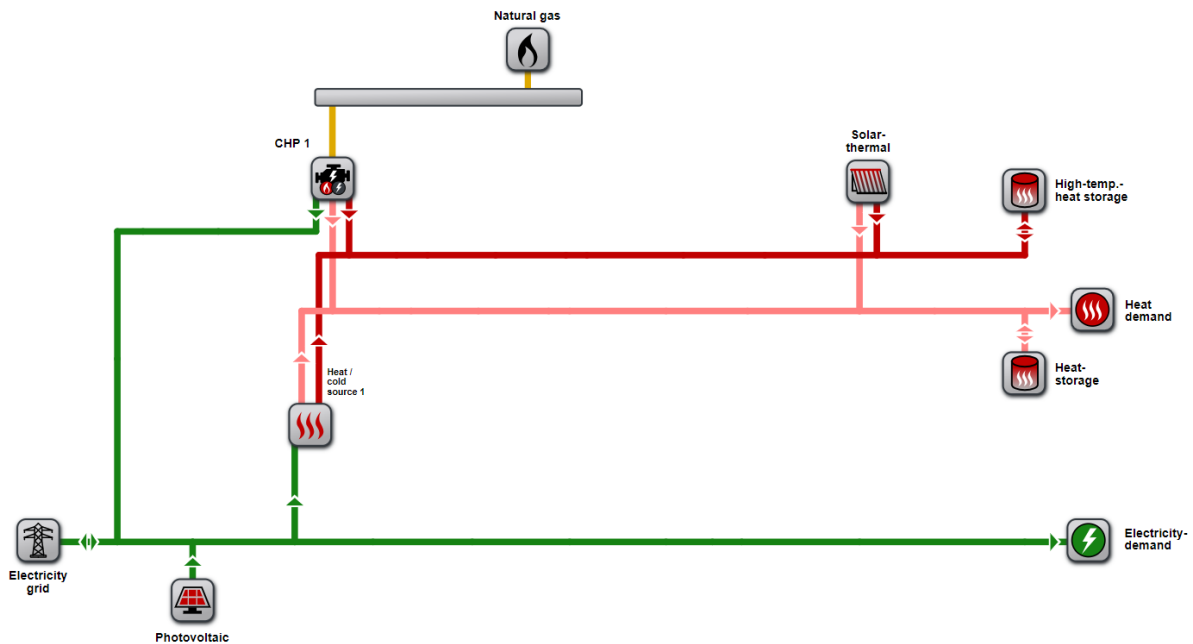 Natural gas
CHP 1
Solar-
thermal
High-temp.-
heat storage
Heat
demand
Heat /
cold
source 1
Heat-
storage
Electricity
grid
Electricity-
demand
Photovoltaic